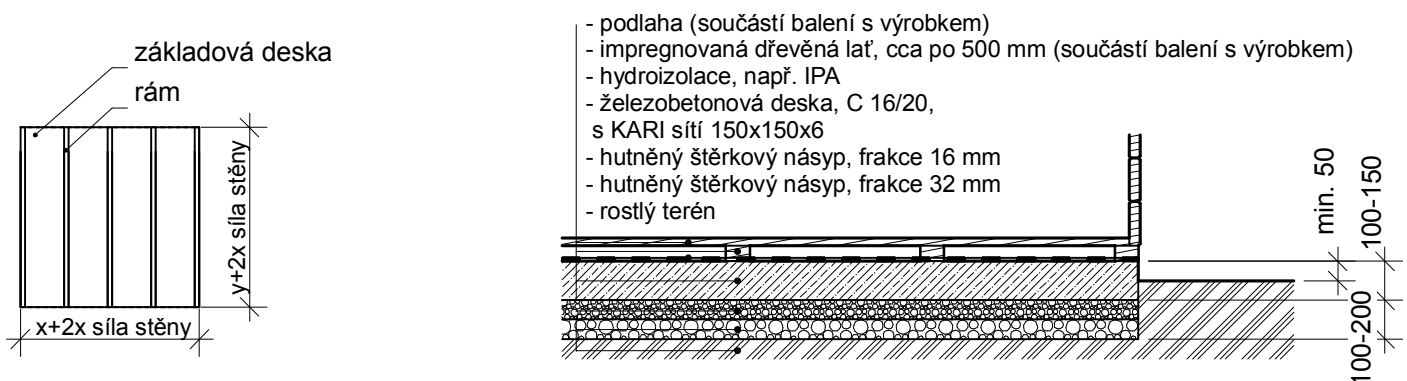 základová deska
rám
y+2x síla stěny
x+2x síla stěny
- podlaha (součástí balení s výrobkem)
- impregnovaná dřevěná lať, cca po 500 mm (součástí balení s výrobkem)
- hydroizolace, např. IPA
- železobetonová deska, C 16/20,
s KARI sítí 150x150x6
- hutněný štěrkový násyp, frakce 16 mm
- hutněný štěrkový násyp, frakce 32 mm
- rostlý terén
min. 50
100-150
100-200